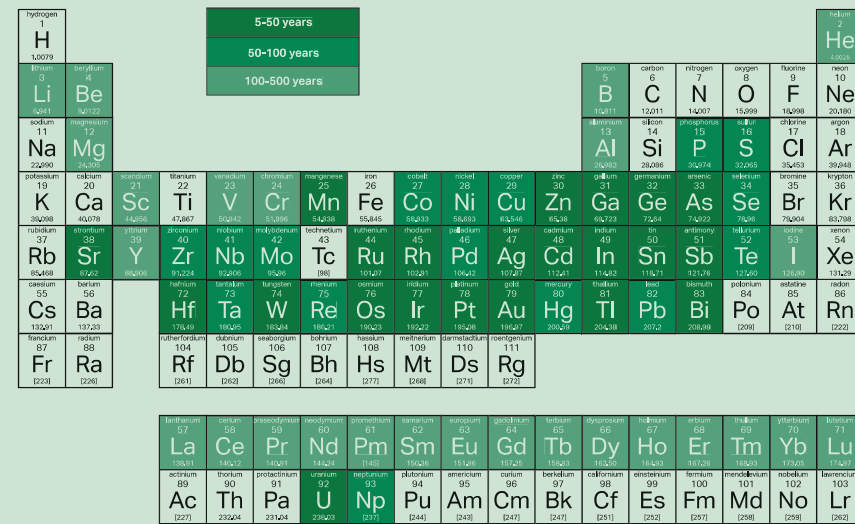 hydrogen helium
1 2
H He
1.0079 4.0026
5-50 years
50-100 years
100-500 years
lithium beryllium boron carbon nitrogen oxygen fluorine neon
3 4 5 6 7 8 9 10
Li Be B C N O F Ne
6.941 9.0122 10.811 12.011 14.007 15.999 18.998 20.180
sodium magnesium aluminium silicon phosphorus sulfur chlorine argon
11 12 13 14 15 16 17 18
Na Mg Al Si P S Cl Ar
22.990 24.305 26.982 28.086 30.974 32.065 35.453 39.948
potassium calcium scandium titanium vanadium chromium manganese iron cobalt nickel copper zinc gallium germanium arsenic selenium bromine krypton
19 20 21 22 23 24 25 26 27 28 29 30 31 32 33 34 35 36
K Ca Sc Ti V Cr Mn Fe Co Ni Cu Zn Ga Ge As Se Br Kr
39.098 40.078 44.956 47.867 50.942 51.996 54.938 55.845 58.933 58.693 63.546 65.38 69.723 72.64 74.922 78.96 79.904 83.798
rubidium strontium yttrium zirconium niobium molybdenum technetium ruthenium rhodium palladium silver cadmium indium tin antimony tellurium iodine xenon
37 38 39 40 41 42 43 44 45 46 47 48 49 50 51 52 53 54
Rb Sr Y Zr Nb Mo Tc Ru Rh Pd Ag Cd In Sn Sb Te I Xe
85.468 87.62 88.906 91.224 92.906 95.96 [98] 101.07 102.91 106.42 107.87 112.41 114.82 118.71 121.76 127.60 126.90 131.29
caesium barium hafnium tantalum tungsten rhenium osmium iridium platinum gold mercury thallium lead bismuth polonium astatine radon
55 56 72 73 74 75 76 77 78 79 80 81 82 83 84 85 86
Cs Ba Hf Ta W Re Os Ir Pt Au Hg Tl Pb Bi Po At Rn
132.91 137.33 178.49 180.95 183.84 186.21 190.23 192.22 195.08 196.97 200.59 204.38 207.2 208.98 [209] [210] [222]
francium radium rutherfordium dubnium seaborgium bohrium hassium meitnerium darmstadtium roentgenium
87 88 104 105 106 107 108 109 110 111
Fr Ra Rf Db Sg Bh Hs Mt Ds Rg
[223] [226] [261] [262] [266] [264] [277] [268] [271] [272]
lanthanum cerium praseodymium neodymium promethium samarium europium gadolinium terbium dysprosium holmium erbium thulium ytterbium lutetium
57 58 59 60 61 62 63 64 65 66 67 68 69 70 71
La Ce Pr Nd Pm Sm Eu Gd Tb Dy Ho Er Tm Yb Lu
138.91 140.12 140.91 144.24 [145] 150.36 151.96 157.25 158.93 162.50 164.93 167.26 168.93 173.05 174.97
actinium thorium protactinium uranium neptunium plutonium americium curium berkelium californium einsteinium fermium mendelevium nobelium lawrencium
89 90 91 92 93 94 95 96 97 98 99 100 101 102 103
Ac Th Pa U Np Pu Am Cm Bk Cf Es Fm Md No Lr
[227] 232.04 231.04 238.03 [237] [244] [243] [247] [247] [251] [252] [257] [258] [259] [262]